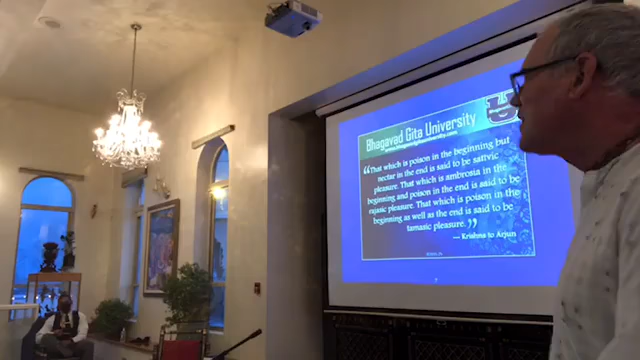 Bhagavad Gita University
“That which is poison in the beginning but
nectar in the end is said to be sattvic
pleasure. That which is ambrosia in the
beginning and poison in the end is said to be
rajasic pleasure. That which is poison in the
beginning as well as the end is said to be
tamasic pleasure.”
— Krishna to Arjun